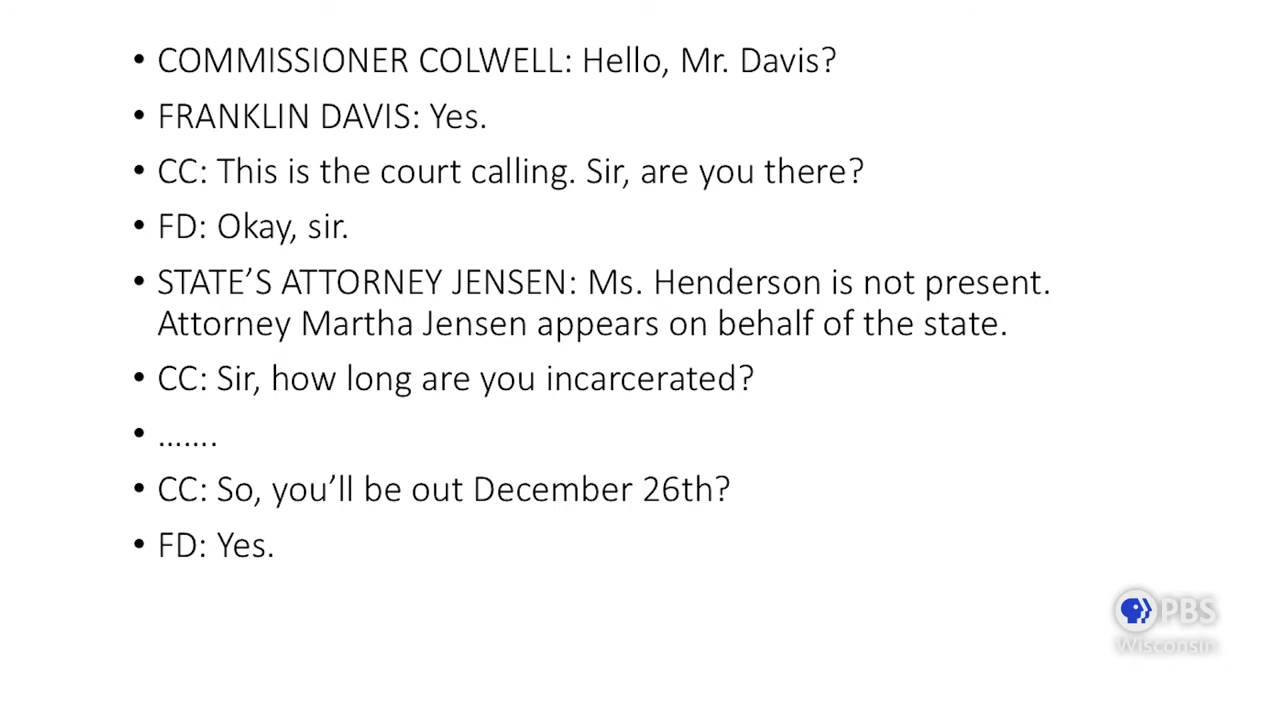 • COMMISSIONER COLWELL: Hello, Mr. Davis?
• FRANKLIN DAVIS: Yes.
• CC: This is the court calling. Sir, are you there?
• FD: Okay, sir.
• STATE’S ATTORNEY JENSEN: Ms. Henderson is not present.
Attorney Martha Jensen appears on behalf of the state.
• CC: Sir, how long are you incarcerated?
• …….
• CC: So, you’ll be out December 26th?
• FD: Yes.
PBS
Wisconsin